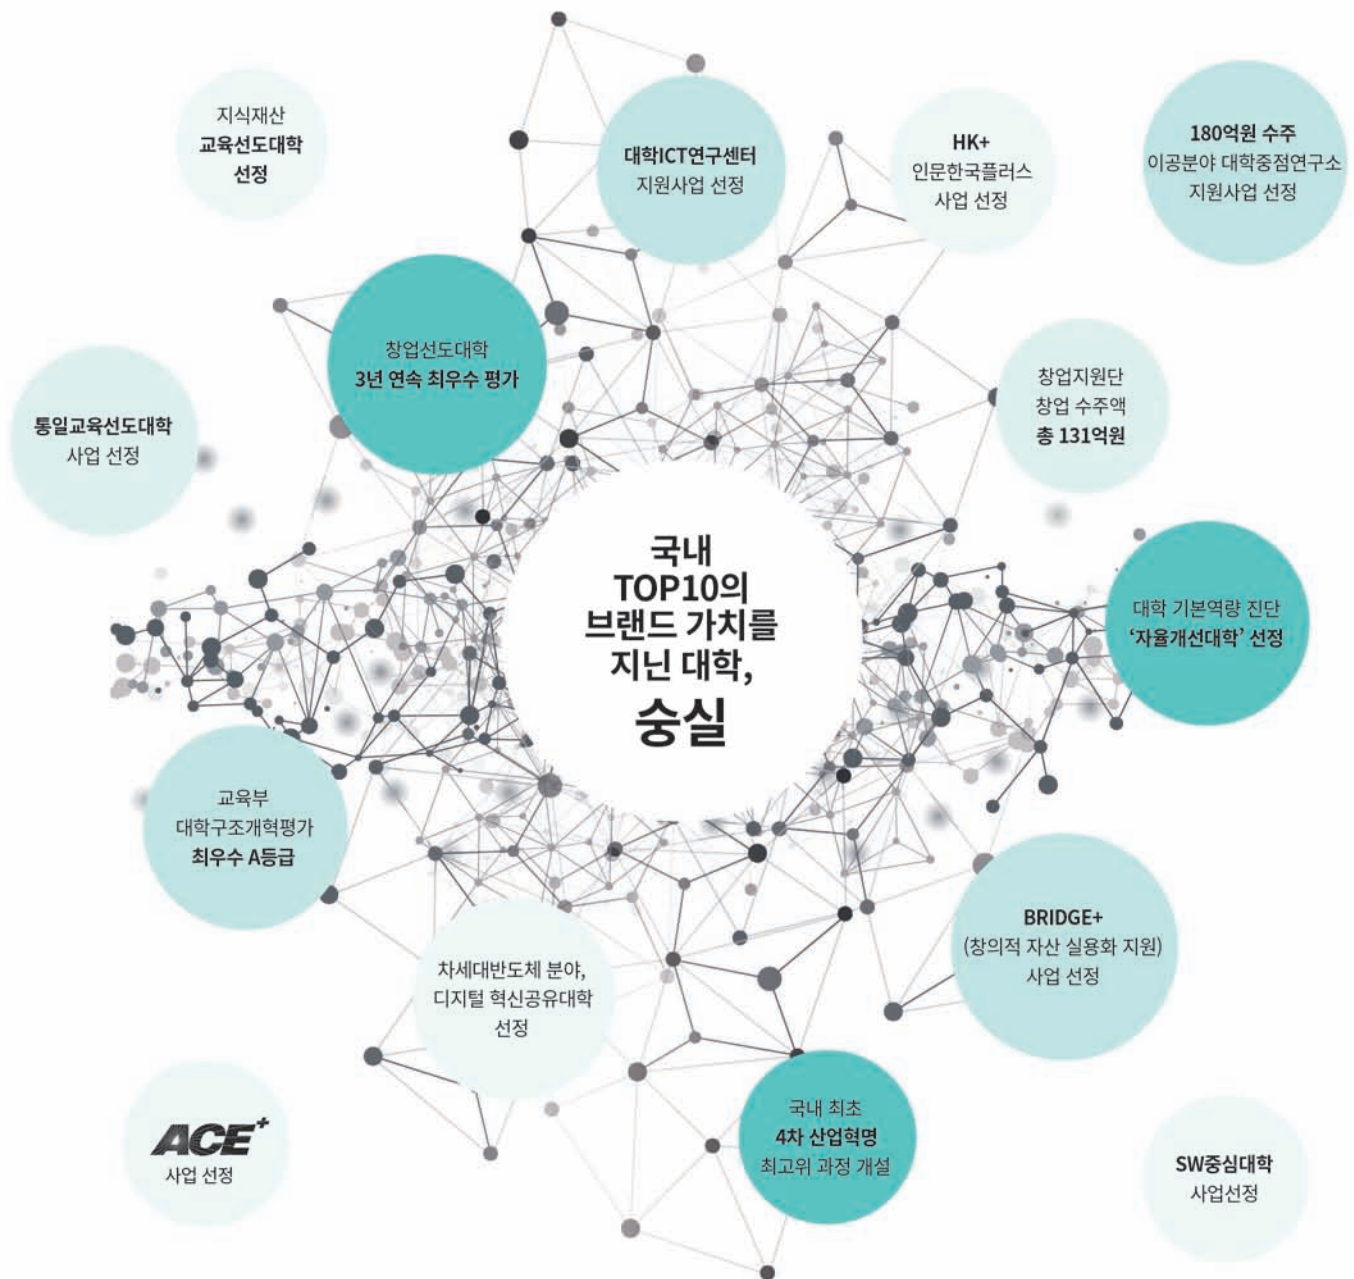 지식재산
교육선도대학
선정
대학ICT연구센터
지원사업 선정
HK+
인문한국플러스
사업 선정
180억원 수주
이공분야 대학중점연구소
지원사업 선정
창업선도대학
3년 연속 최우수 평가
창업지원단
창업 수주액
총 131억원
통일교육선도대학
사업 선정
국내
TOP10의
브랜드 가치를
지닌 대학,
숭실
대학 기본역량 진단
‘자율개선대학’ 선정
교육부
대학구조개혁평가
최우수 A등급
BRIDGE+
(창의적 자산 실용화 지원)
사업 선정
차세대반도체 분야,
디지털 혁신공유대학
선정
ACE+
사업 선정
국내 최초
4차 산업혁명
최고위 과정 개설
SW중심대학
사업선정